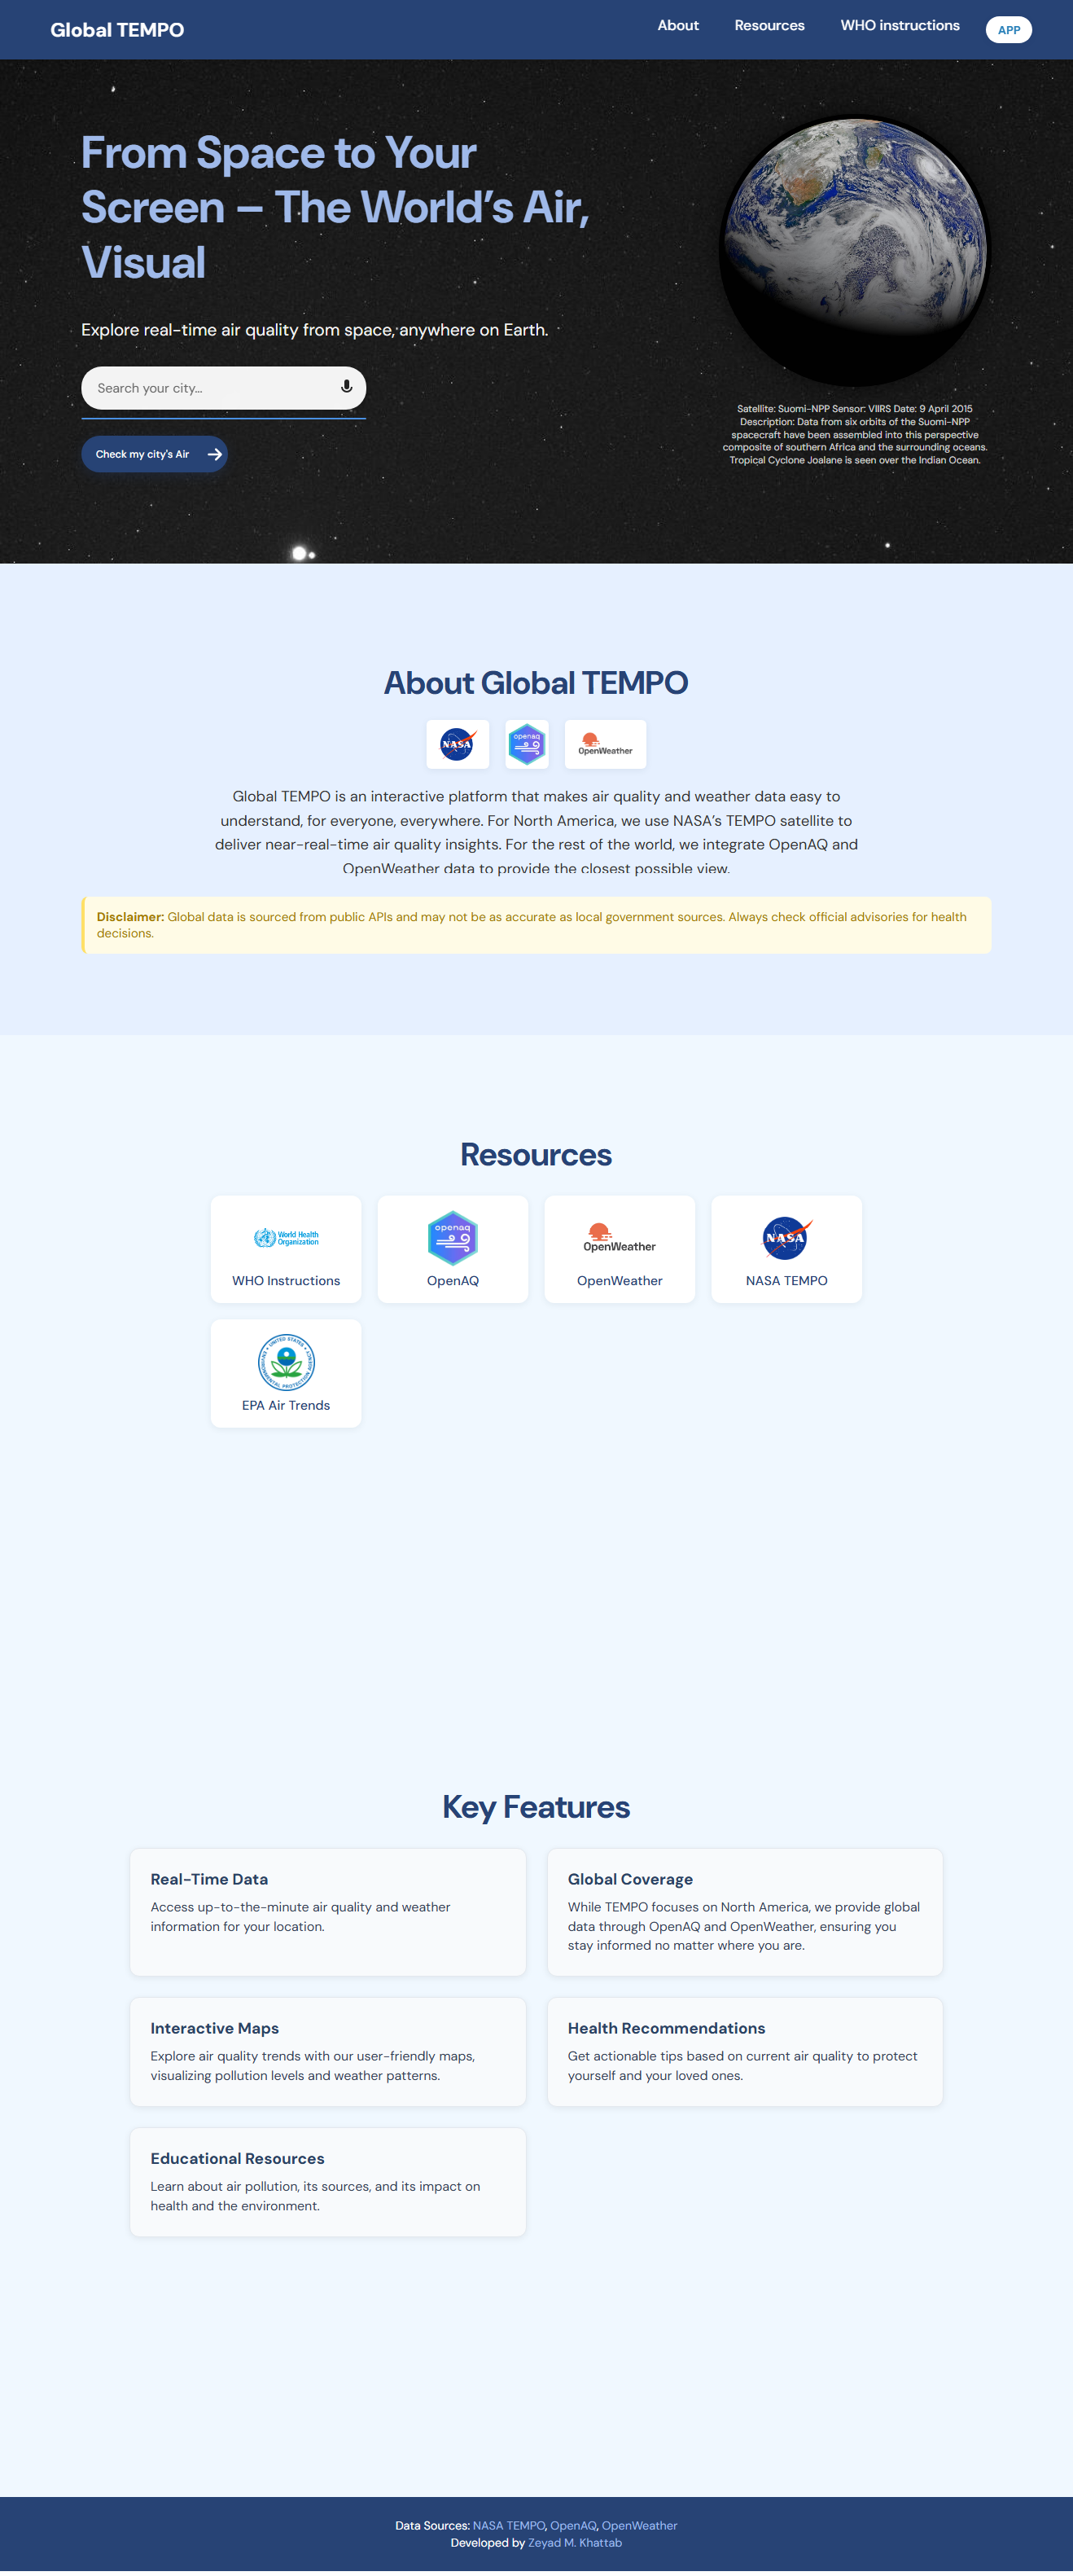 Global TEMPO
About Resources WHO instructions APP
From Space to Your
Screen – The World’s Air,
Visual
Explore real-time air quality from space, anywhere on Earth.
Search your city...
Check my city's Air
Satellite: Suomi-NPP Sensor: VIIRS Date: 9 April 2015
Description: Data from six orbits of the Suomi-NPP
spacecraft have been assembled into this perspective
composite of southern Africa and the surrounding oceans.
Tropical Cyclone Joalane is seen over the Indian Ocean.
About Global TEMPO
NASA
openaq
OpenWeather
Global TEMPO is an interactive platform that makes air quality and weather data easy to
understand, for everyone, everywhere. For North America, we use NASA’s TEMPO satellite to
deliver near-real-time air quality insights. For the rest of the world, we integrate OpenAQ and
OpenWeather data to provide the closest possible view.
Disclaimer: Global data is sourced from public APIs and may not be as accurate as local government sources. Always check official advisories for health
decisions.
Resources
World Health
Organization
WHO Instructions
openaq
OpenAQ
OpenWeather
OpenWeather
NASA
NASA TEMPO
UNITED STATES
ENVIRONMENTAL PROTECTION AGENCY
EPA Air Trends
Key Features
Real-Time Data
Access up-to-the-minute air quality and weather
information for your location.
Global Coverage
While TEMPO focuses on North America, we provide global
data through OpenAQ and OpenWeather, ensuring you
stay informed no matter where you are.
Interactive Maps
Explore air quality trends with our user-friendly maps,
visualizing pollution levels and weather patterns.
Health Recommendations
Get actionable tips based on current air quality to protect
yourself and your loved ones.
Educational Resources
Learn about air pollution, its sources, and its impact on
health and the environment.
Data Sources: NASA TEMPO, OpenAQ, OpenWeather
Developed by Zeyad M. Khattab